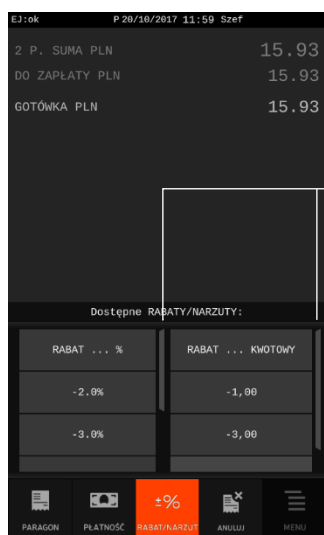 EJ:ok P 20/10/2017 11:59 Szef
2 P. SUMA PLN 15.93
DO ZAPŁATY PLN 15.93
GOTÓWKA PLN 15.93
Dostępne RABATY/NARZUTY:
RABAT ... % RABAT ... KWOTOWY
-2.0% -1,00
-3.0% -3,00
±%
PARAGON PŁATNOŚĆ RABAT/NARZUT ANULUJ MENU